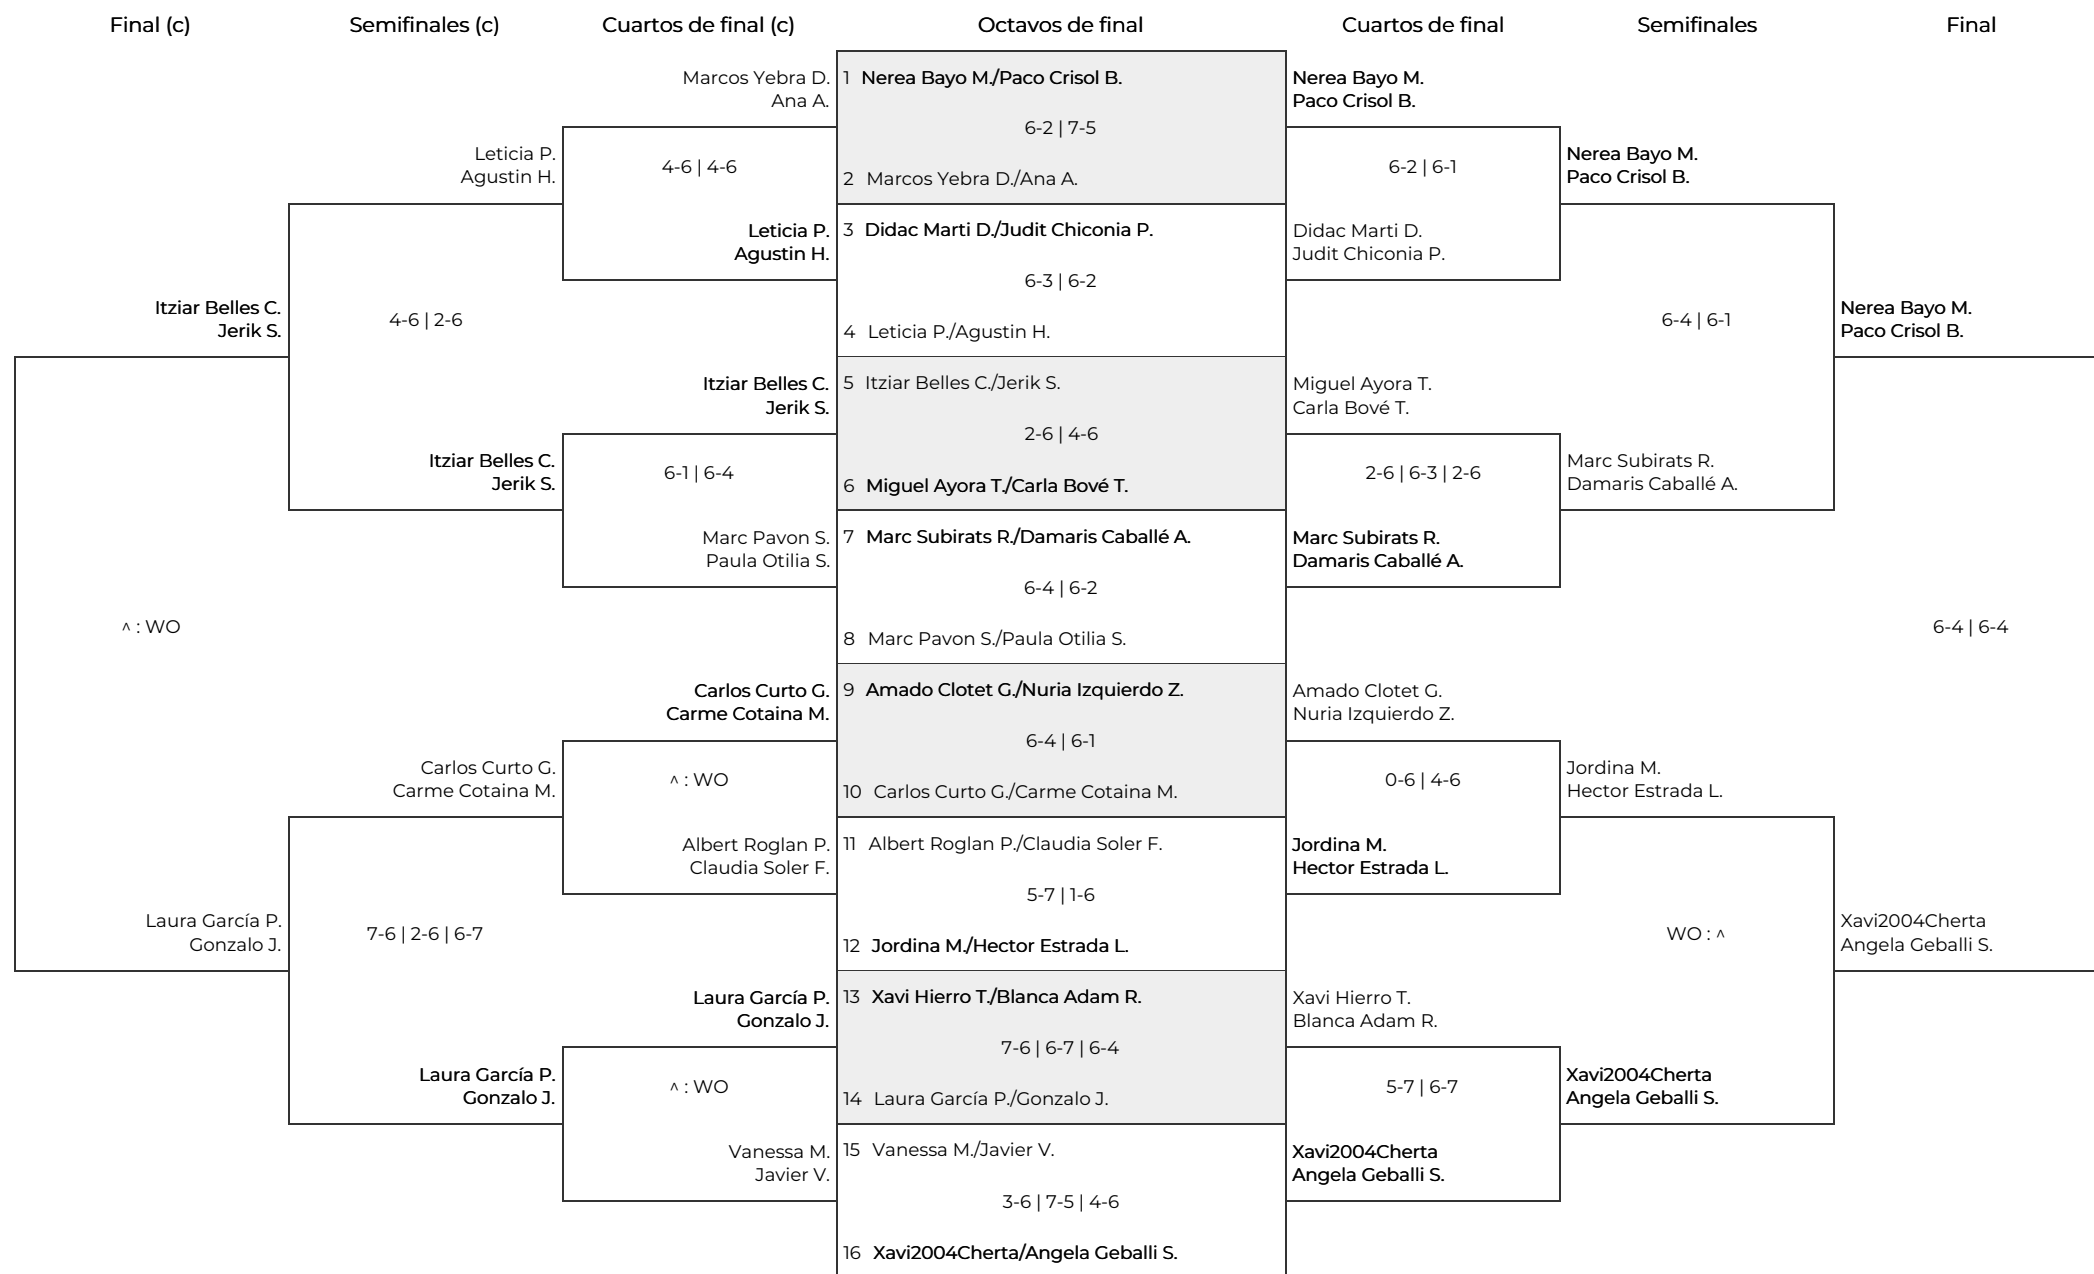 Final (c)
Semifinales (c)
Cuartos de final (c)
Octavos de final
Cuartos de final
Semifinales
Final
Itziar Belles C.
Jerik S.
^ : WO
Laura García P.
Gonzalo J.
Leticia P.
Agustin H.
4-6 | 2-6
Itziar Belles C.
Jerik S.
Carlos Curto G.
Carme Cotaina M.
7-6 | 2-6 | 6-7
Laura García P.
Gonzalo J.
Marcos Yebra D.
Ana A.
4-6 | 4-6
Leticia P.
Agustin H.
Itziar Belles C.
Jerik S.
6-1 | 6-4
Marc Pavon S.
Paula Otilia S.
Carlos Curto G.
Carme Cotaina M.
^ : WO
Albert Roglan P.
Claudia Soler F.
Laura García P.
Gonzalo J.
^ : WO
Vanessa M.
Javier V.
1 Nerea Bayo M./Paco Crisol B.
6-2 | 7-5
2 Marcos Yebra D./Ana A.
3 Didac Marti D./Judit Chiconia P.
6-3 | 6-2
4 Leticia P./Agustin H.
5 Itziar Belles C./Jerik S.
2-6 | 4-6
6 Miguel Ayora T./Carla Bové T.
7 Marc Subirats R./Damaris Caballé A.
6-4 | 6-2
8 Marc Pavon S./Paula Otilia S.
9 Amado Clotet G./Nuria Izquierdo Z.
6-4 | 6-1
10 Carlos Curto G./Carme Cotaina M.
11 Albert Roglan P./Claudia Soler F.
5-7 | 1-6
12 Jordina M./Hector Estrada L.
13 Xavi Hierro T./Blanca Adam R.
7-6 | 6-7 | 6-4
14 Laura García P./Gonzalo J.
15 Vanessa M./Javier V.
3-6 | 7-5 | 4-6
16 Xavi2004Cherta/Angela Geballi S.
Nerea Bayo M.
Paco Crisol B.
6-2 | 6-1
Didac Marti D.
Judit Chiconia P.
Miguel Ayora T.
Carla Bové T.
2-6 | 6-3 | 2-6
Marc Subirats R.
Damaris Caballé A.
Amado Clotet G.
Nuria Izquierdo Z.
0-6 | 4-6
Jordina M.
Hector Estrada L.
Xavi Hierro T.
Blanca Adam R.
5-7 | 6-7
Xavi2004Cherta
Angela Geballi S.
Nerea Bayo M.
Paco Crisol B.
6-4 | 6-1
Marc Subirats R.
Damaris Caballé A.
Jordina M.
Hector Estrada L.
WO : ^
Xavi2004Cherta
Angela Geballi S.
Nerea Bayo M.
Paco Crisol B.
6-4 | 6-4
Xavi2004Cherta
Angela Geballi S.